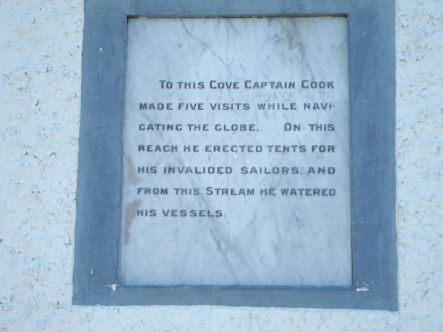 TO THIS COVE CAPTAIN COOK
MADE FIVE VISITS WHILE NAVI-
GATING THE GLOBE. ON THIS
REACH HE ERECTED TENTS FOR
HIS INVALIDED SAILORS, AND
FROM THIS STREAM HE WATERED
HIS VESSELS.